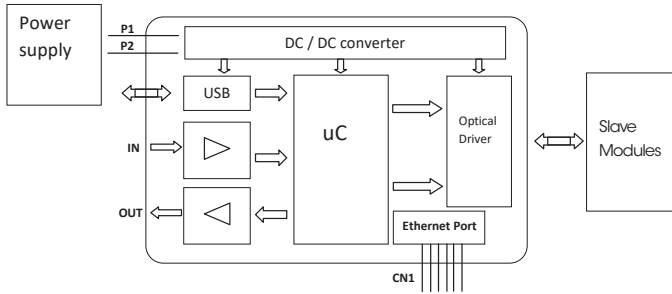 Power
supply
P1
P2
DC / DC converter
USB
uC
Optical
Driver
Slave
Modules
IN
OUT
Ethernet Port
CN1